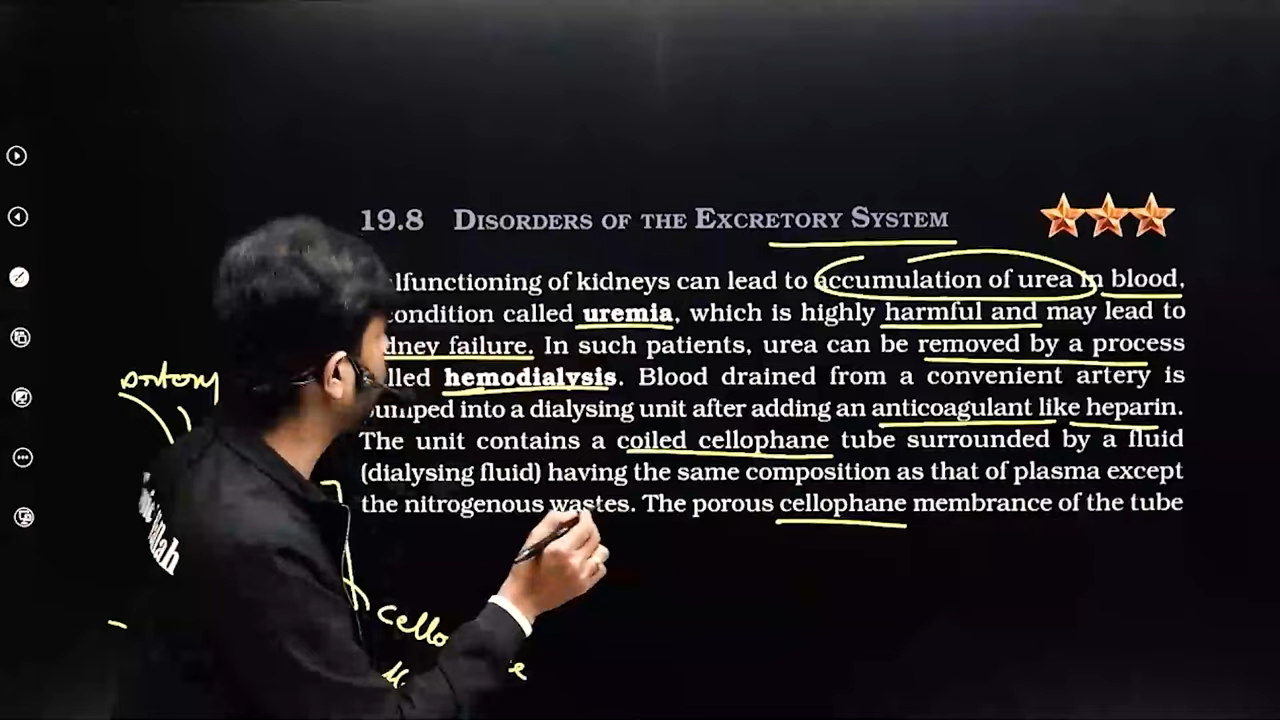 19.8 DISORDERS OF THE EXCRETORY SYSTEM
lfunctioning of kidneys can lead to accumulation of urea in blood,
ondition called uremia, which is highly harmful and may lead to
dney failure. In such patients, urea can be removed by a process
lled hemodialysis. Blood drained from a convenient artery is
pumped into a dialysing unit after adding an anticoagulant like heparin.
The unit contains a coiled cellophane tube surrounded by a fluid
(dialysing fluid) having the same composition as that of plasma except
the nitrogenous wastes. The porous cellophane membrance of the tube
artery
Cello